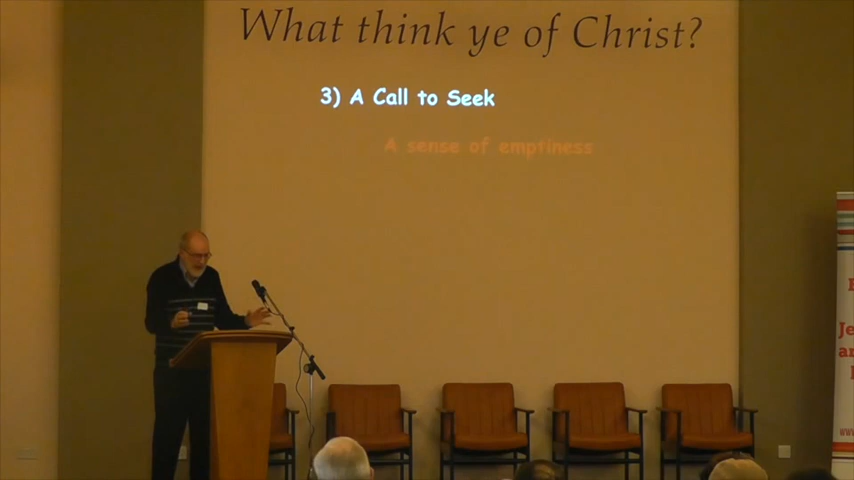 What think ye of Christ?
3) A Call to Seek
A sense of emptiness